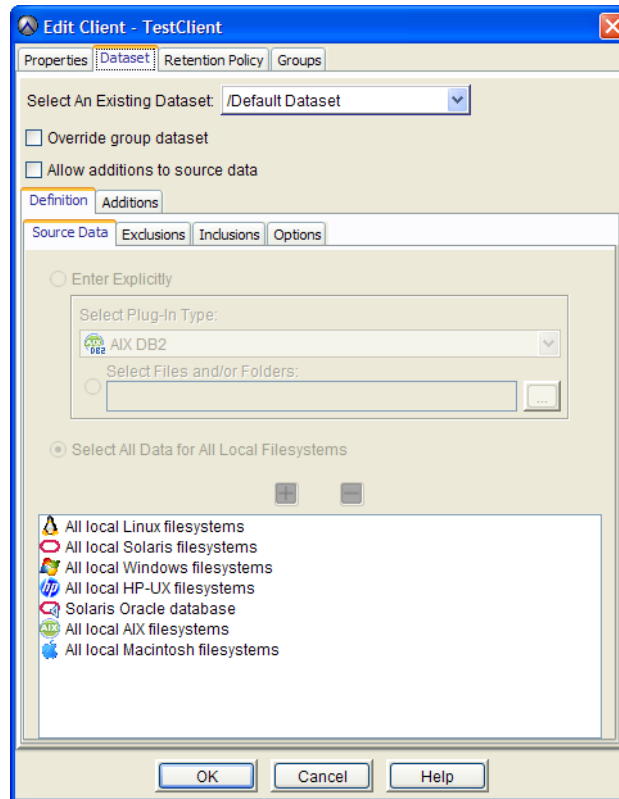 Edit Client - TestClient
Properties Dataset Retention Policy Groups
Select An Existing Dataset: /Default Dataset
Override group dataset
Allow additions to source data
Definition Additions
Source Data Exclusions Inclusions Options
Enter Explicitly
Select Plug-In Type:
AIX DB2 AIX DB2
Select Files and/or Folders:
...
Select All Data for All Local Filesystems
All local Linux filesystems
All local Solaris filesystems
All local Windows filesystems
hp All local HP-UX filesystems
Solaris Oracle database
AIX All local AIX filesystems
All local Macintosh filesystems
OK Cancel Help